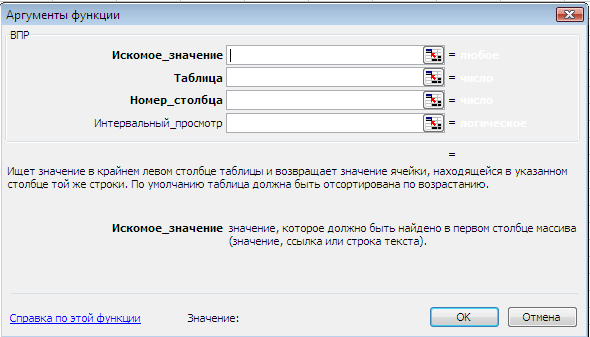 Аргументы функции
ВПР
Искомое_значение = любое
Таблица = число
Номер_столбца = число
Интервальный_просмотр = логическое
=
Ищет значение в крайнем левом столбце таблицы и возвращает значение ячейки, находящейся в указанном
столбце той же строки. По умолчанию таблица должна быть отсортирована по возрастанию.
Искомое_значение значение, которое должно быть найдено в первом столбце массива
(значение, ссылка или строка текста).
Справка по этой функции Значение: ОК Отмена